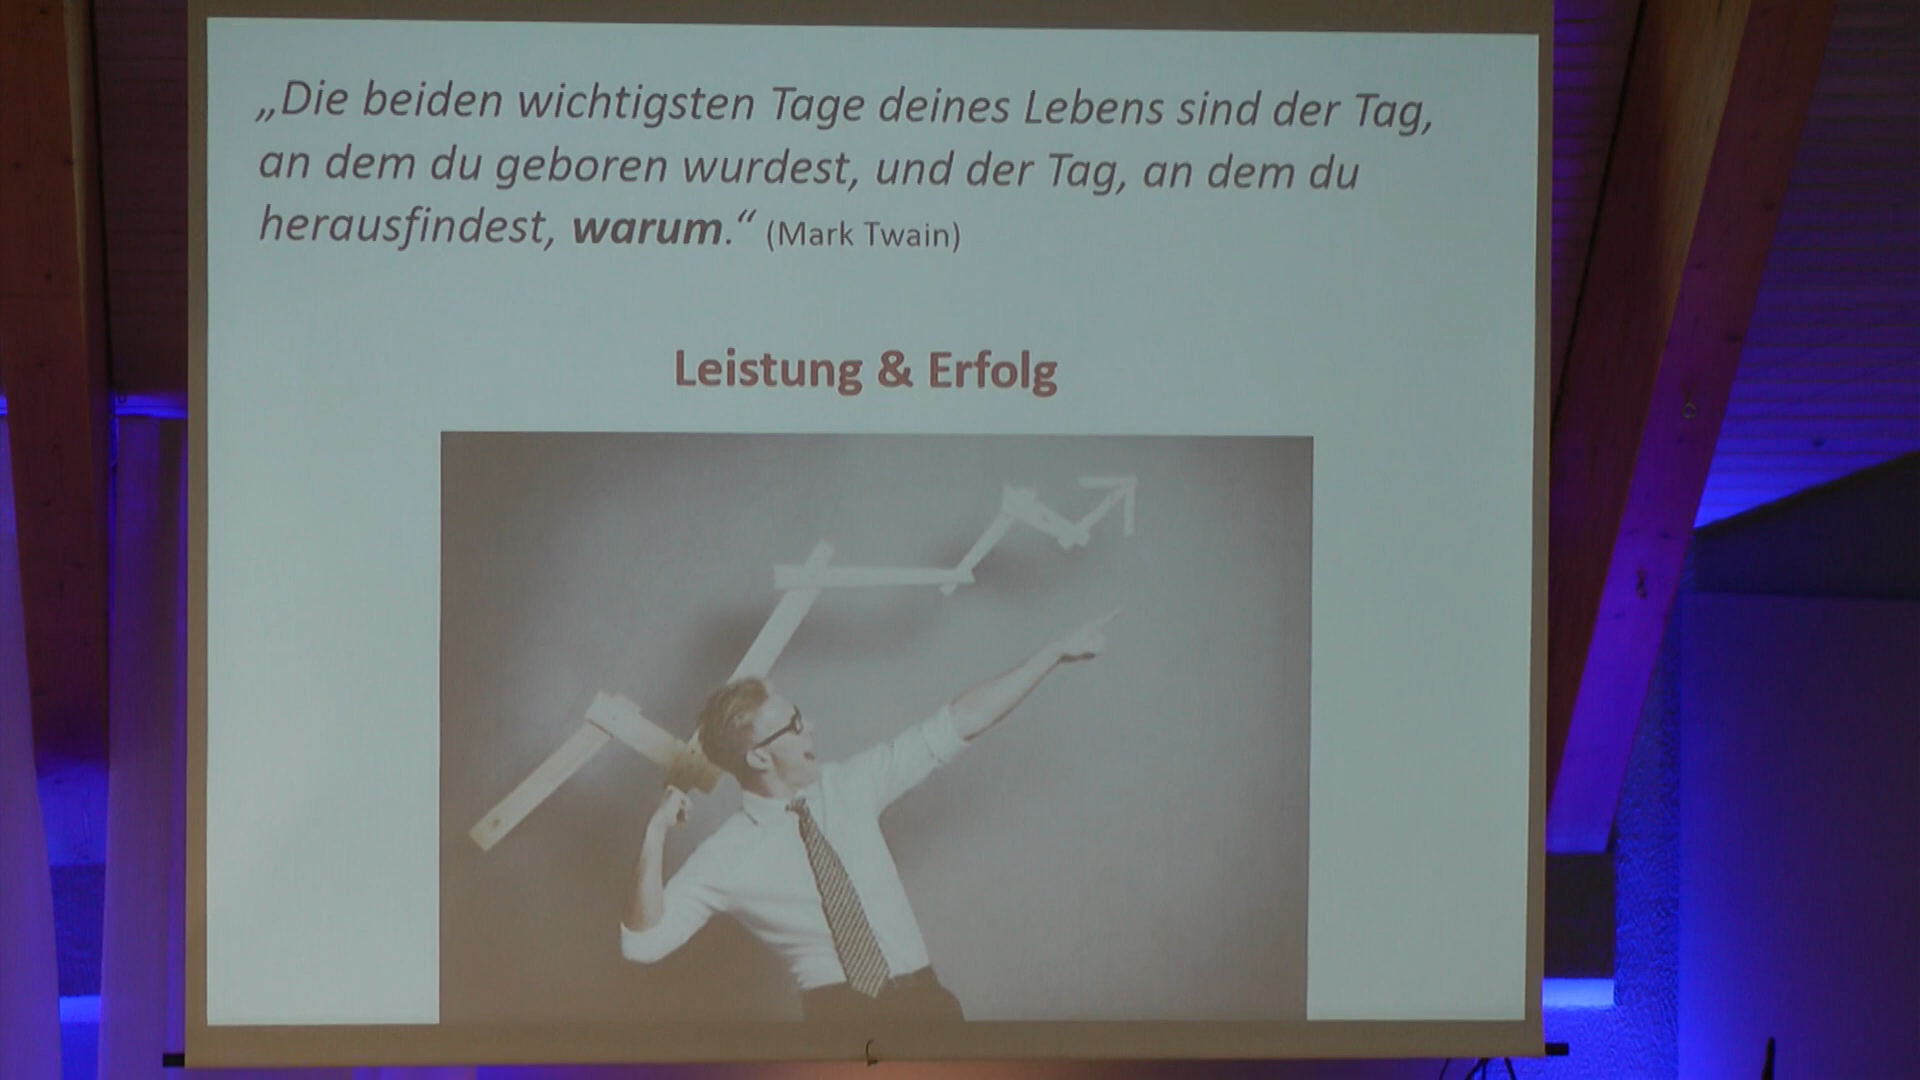 „Die beiden wichtigsten Tage deines Lebens sind der Tag,
an dem du geboren wurdest, und der Tag, an dem du
herausfindest, warum.“ (Mark Twain)
Leistung & Erfolg